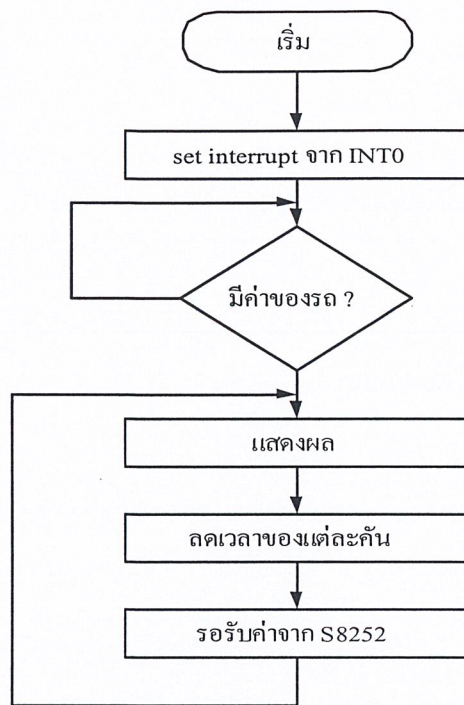 เริ่ม
set interrupt จาก INT0
มีค่าของรถ ?
แสดงผล
ลดเวลาของแต่ละคัน
รอรับค่าจาก S8252